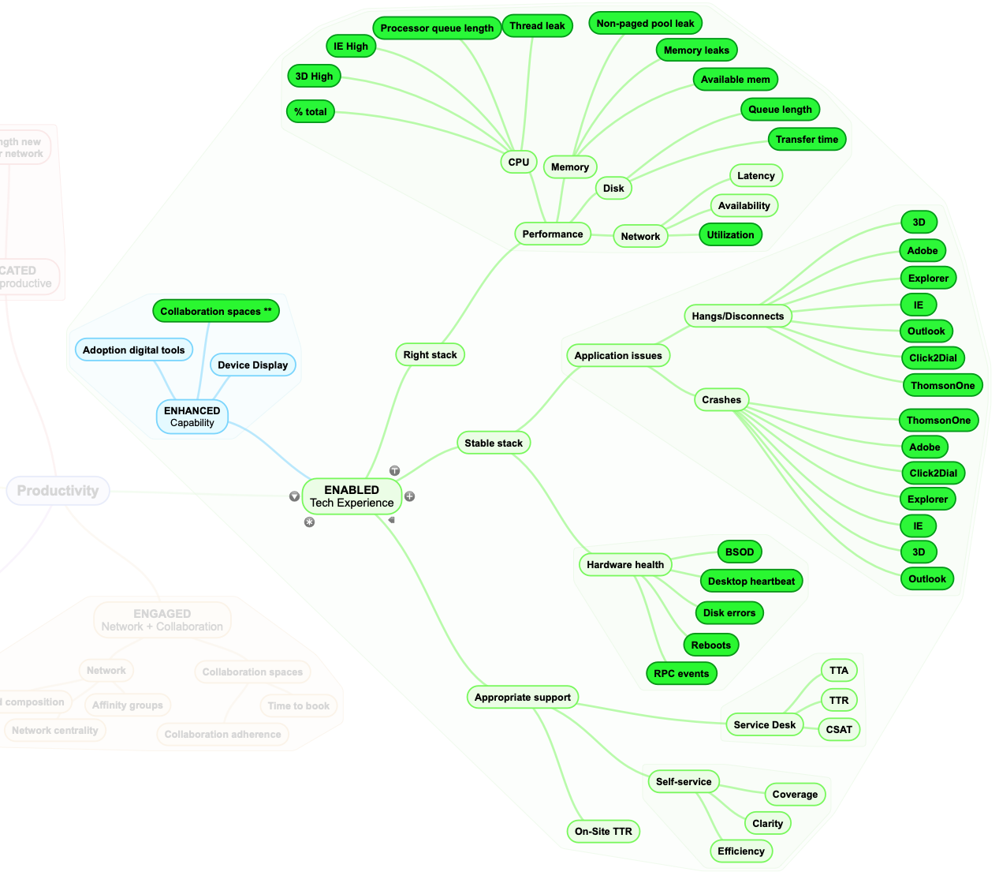 Processor queue length
Thread leak
Non-paged pool leak
IE High
Memory leaks
3D High
Available mem
% total
Queue length
Transfer time
CPU
Memory
Disk
Latency
Availability
Performance
Network
Utilization
new
network
productive
Collaboration spaces **
Adoption digital tools
Device Display
ENHANCED
Capability
Right stack
Application issues
Hangs/Disconnects
3D
Adobe
Explorer
IE
Outlook
Click2Dial
ThomsonOne
Crashes
ThomsonOne
Adobe
Click2Dial
Explorer
IE
3D
Outlook
Stable stack
Productivity
ENABLED
Tech Experience
Hardware health
BSOD
Desktop heartbeat
Disk errors
Reboots
RPC events
ENGAGED
Network + Collaboration
Network
Collaboration spaces
composition
Affinity groups
Time to book
Network centrality
Collaboration adherence
Appropriate support
Service Desk
TTA
TTR
CSAT
Self-service
Coverage
Clarity
Efficiency
On-Site TTR